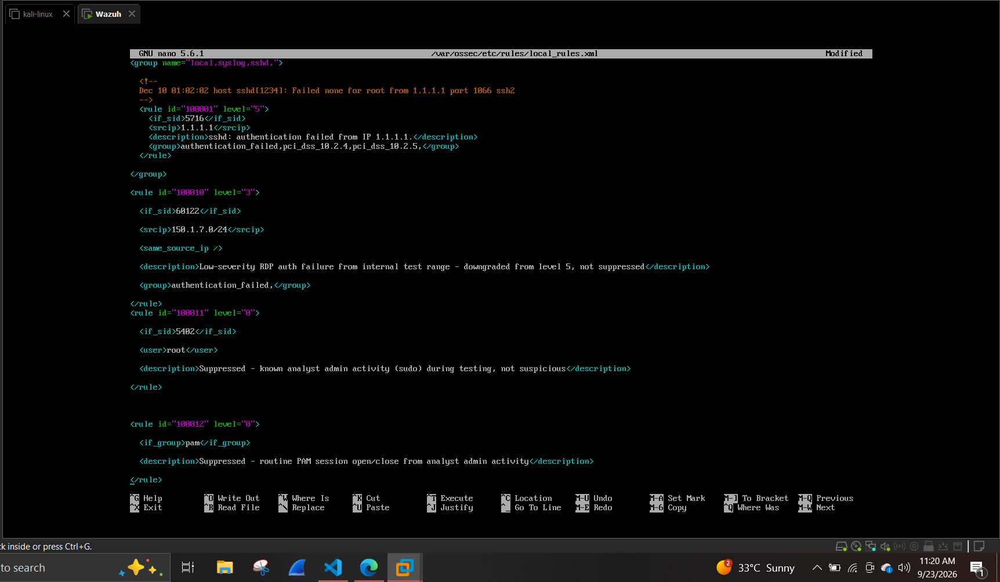 kali-linux
Wazuh
GNU nano 5.6.1 /var/ossec/etc/rules/local_rules.xml Modified
<group name="local,syslog,sshd,">
<!--
Dec 10 01:02:02 host sshd[1234]: Failed none for root from 1.1.1.1 port 1066 ssh2
-->
<rule id="100001" level="5">
<if_sid>5716</if_sid>
<srcip>1.1.1.1</srcip>
<description>sshd: authentication failed from IP 1.1.1.1.</description>
<group>authentication_failed,pci_dss_10.2.4,pci_dss_10.2.5,</group>
</rule>
</group>
<rule id="100010" level="3">
<if_sid>60122</if_sid>
<srcip>150.1.7.0/24</srcip>
<same_source_ip />
<description>Low-severity RDP auth failure from internal test range - downgraded from level 5, not suppressed</description>
<group>authentication_failed,</group>
</rule>
<rule id="100011" level="0">
<if_sid>5402</if_sid>
<user>root</user>
<description>Suppressed - known analyst admin activity (sudo) during testing, not suspicious</description>
</rule>
<rule id="100012" level="0">
<if_group>pam</if_group>
<description>Suppressed - routine PAM session open/close from analyst admin activity</description>
</rule>
^G Help ^O Write Out ^W Where Is ^K Cut ^T Execute ^C Location M-U Undo M-A Set Mark M-] To Bracket M-Q Previous
^X Exit ^R Read File ^\ Replace ^U Paste ^J Justify ^_ Go To Line M-E Redo M-6 Copy ^Q Where Was M-W Next
ck inside or press Ctrl+G.
to search
2
33°C Sunny
11:20 AM
9/23/2026
1